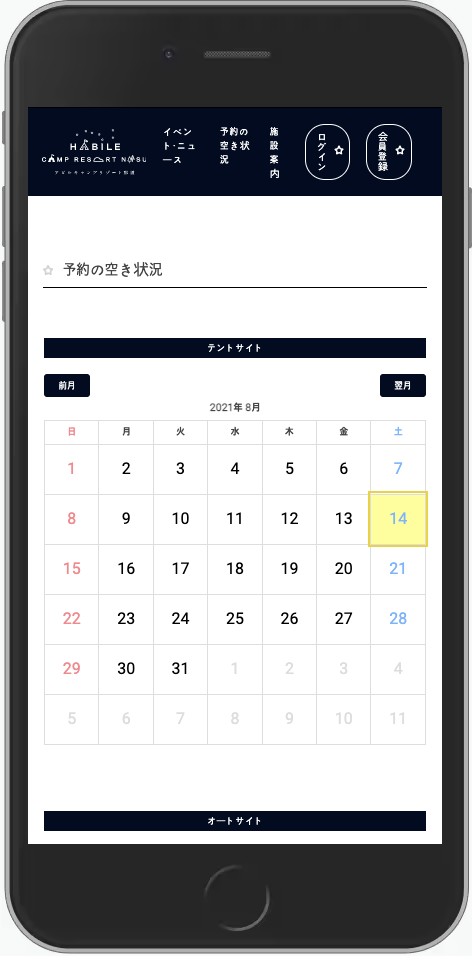 HABILE
CAMP RESORT NASU
アビルキャンプリゾート那須
イベン
ト・ニュ
ース
予約の
空き状
況
施
設
案
内
ログイン
会員登録
予約の空き状況
テントサイト
前月
翌月
2021年 8月
日 月 火 水 木 金 土
1 2 3 4 5 6 7
8 9 10 11 12 13 14
15 16 17 18 19 20 21
22 23 24 25 26 27 28
29 30 31 1 2 3 4
5 6 7 8 9 10 11
オートサイト